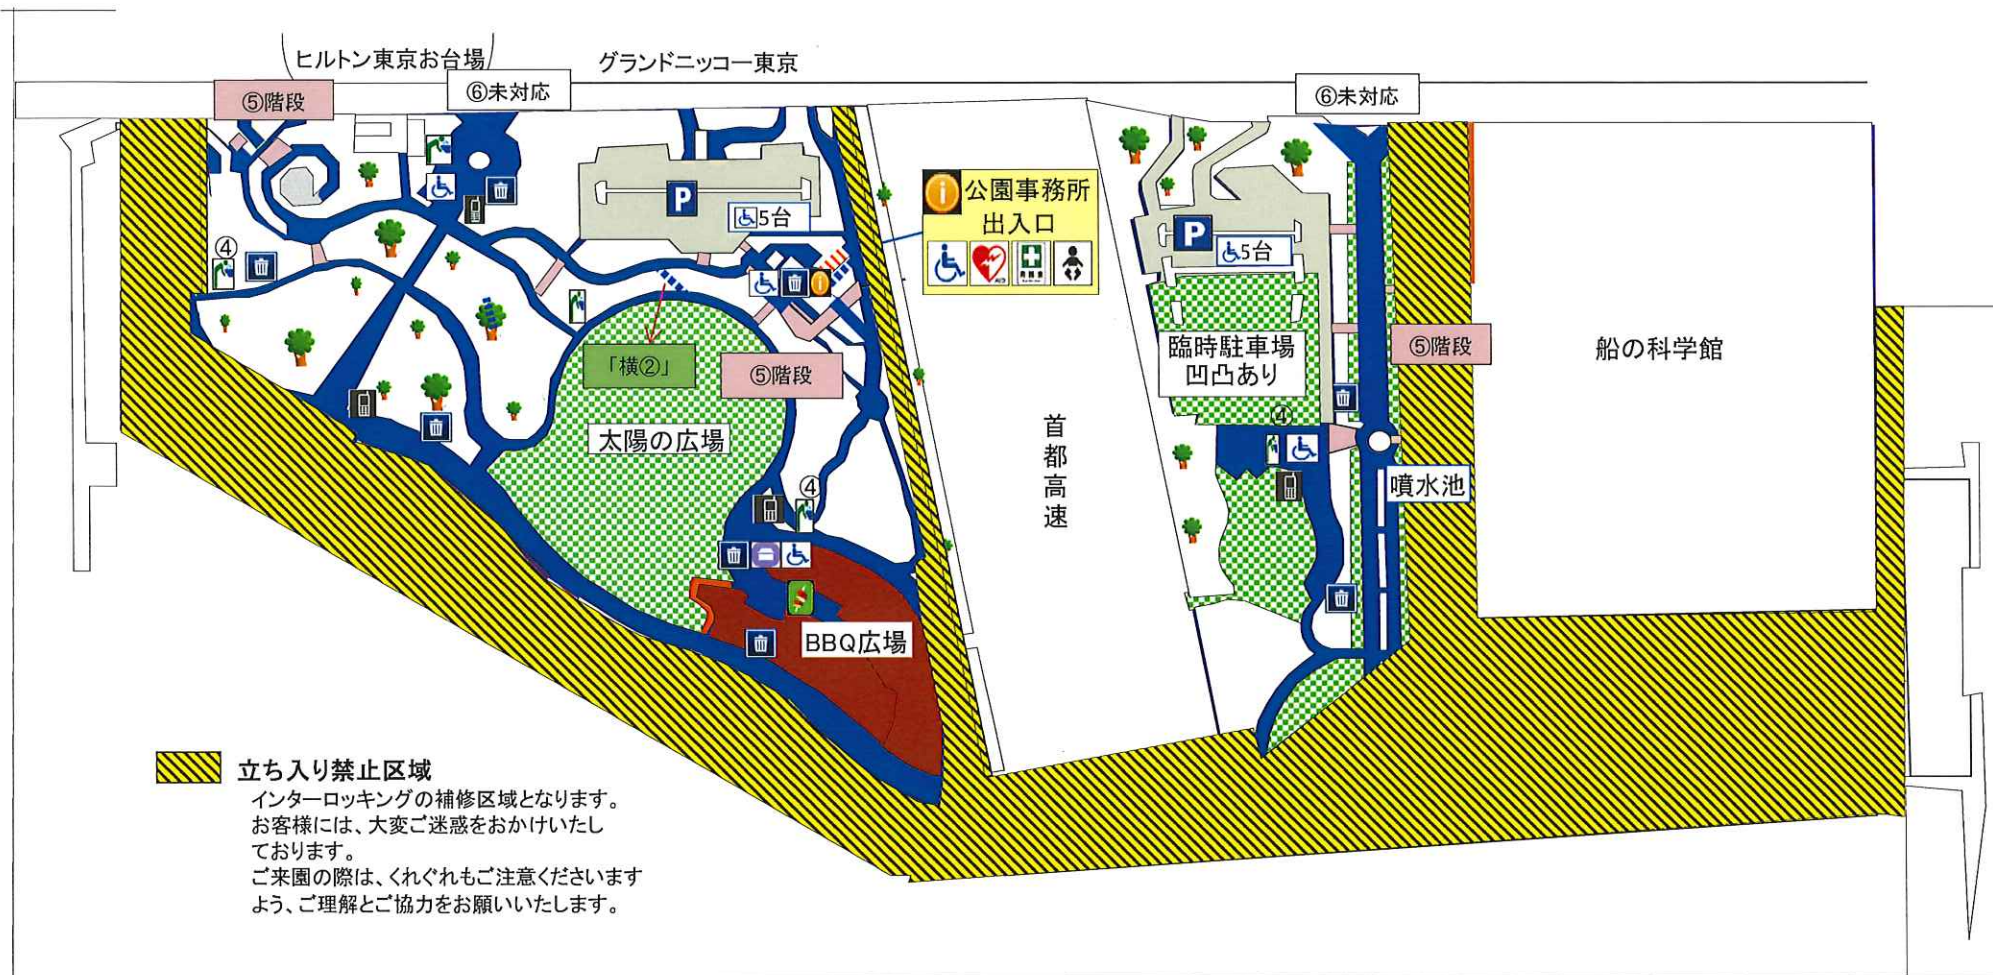 ヒルトン東京お台場
グランドニッコー東京
⑤階段
⑥未対応
⑥未対応
公園事務所
出入口
P
5台
④
P
5台
「横②」
⑤階段
太陽の広場
④
BBQ広場
首都高速
臨時駐車場
凹凸あり
④
⑤階段
噴水池
船の科学館
立ち入り禁止区域
インターロッキングの補修区域となります。
お客様には、大変ご迷惑をおかけいたし
ております。
ご来園の際は、くれぐれもご注意くださいます
よう、ご理解とご協力をお願いいたします。